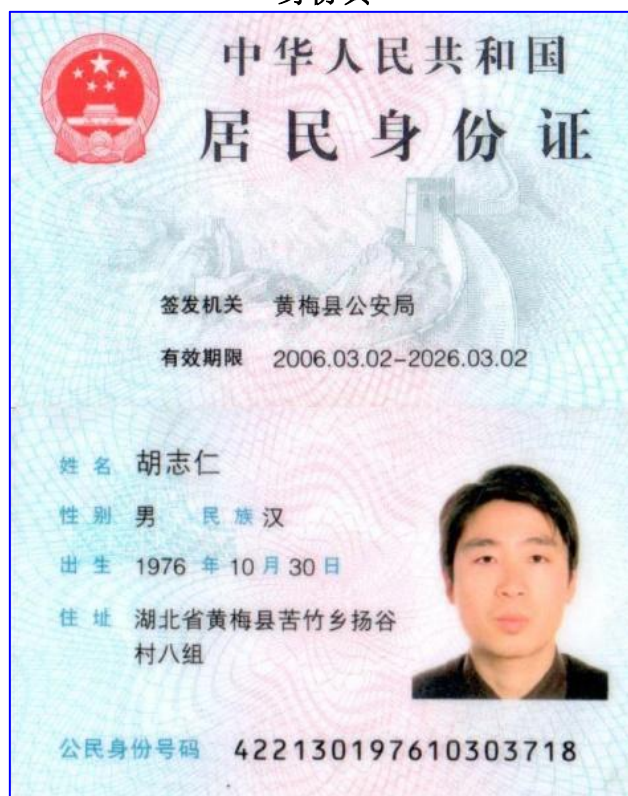 中华人民共和国
居民身份证
签发机关 黄梅县公安局
有效期限 2006.03.02-2026.03.02
姓名 胡志仁
性别 男 民族 汉
出生 1976 年 10 月 30 日
住址 湖北省黄梅县苦竹乡扬谷
村八组
公民身份号码 422130197610303718